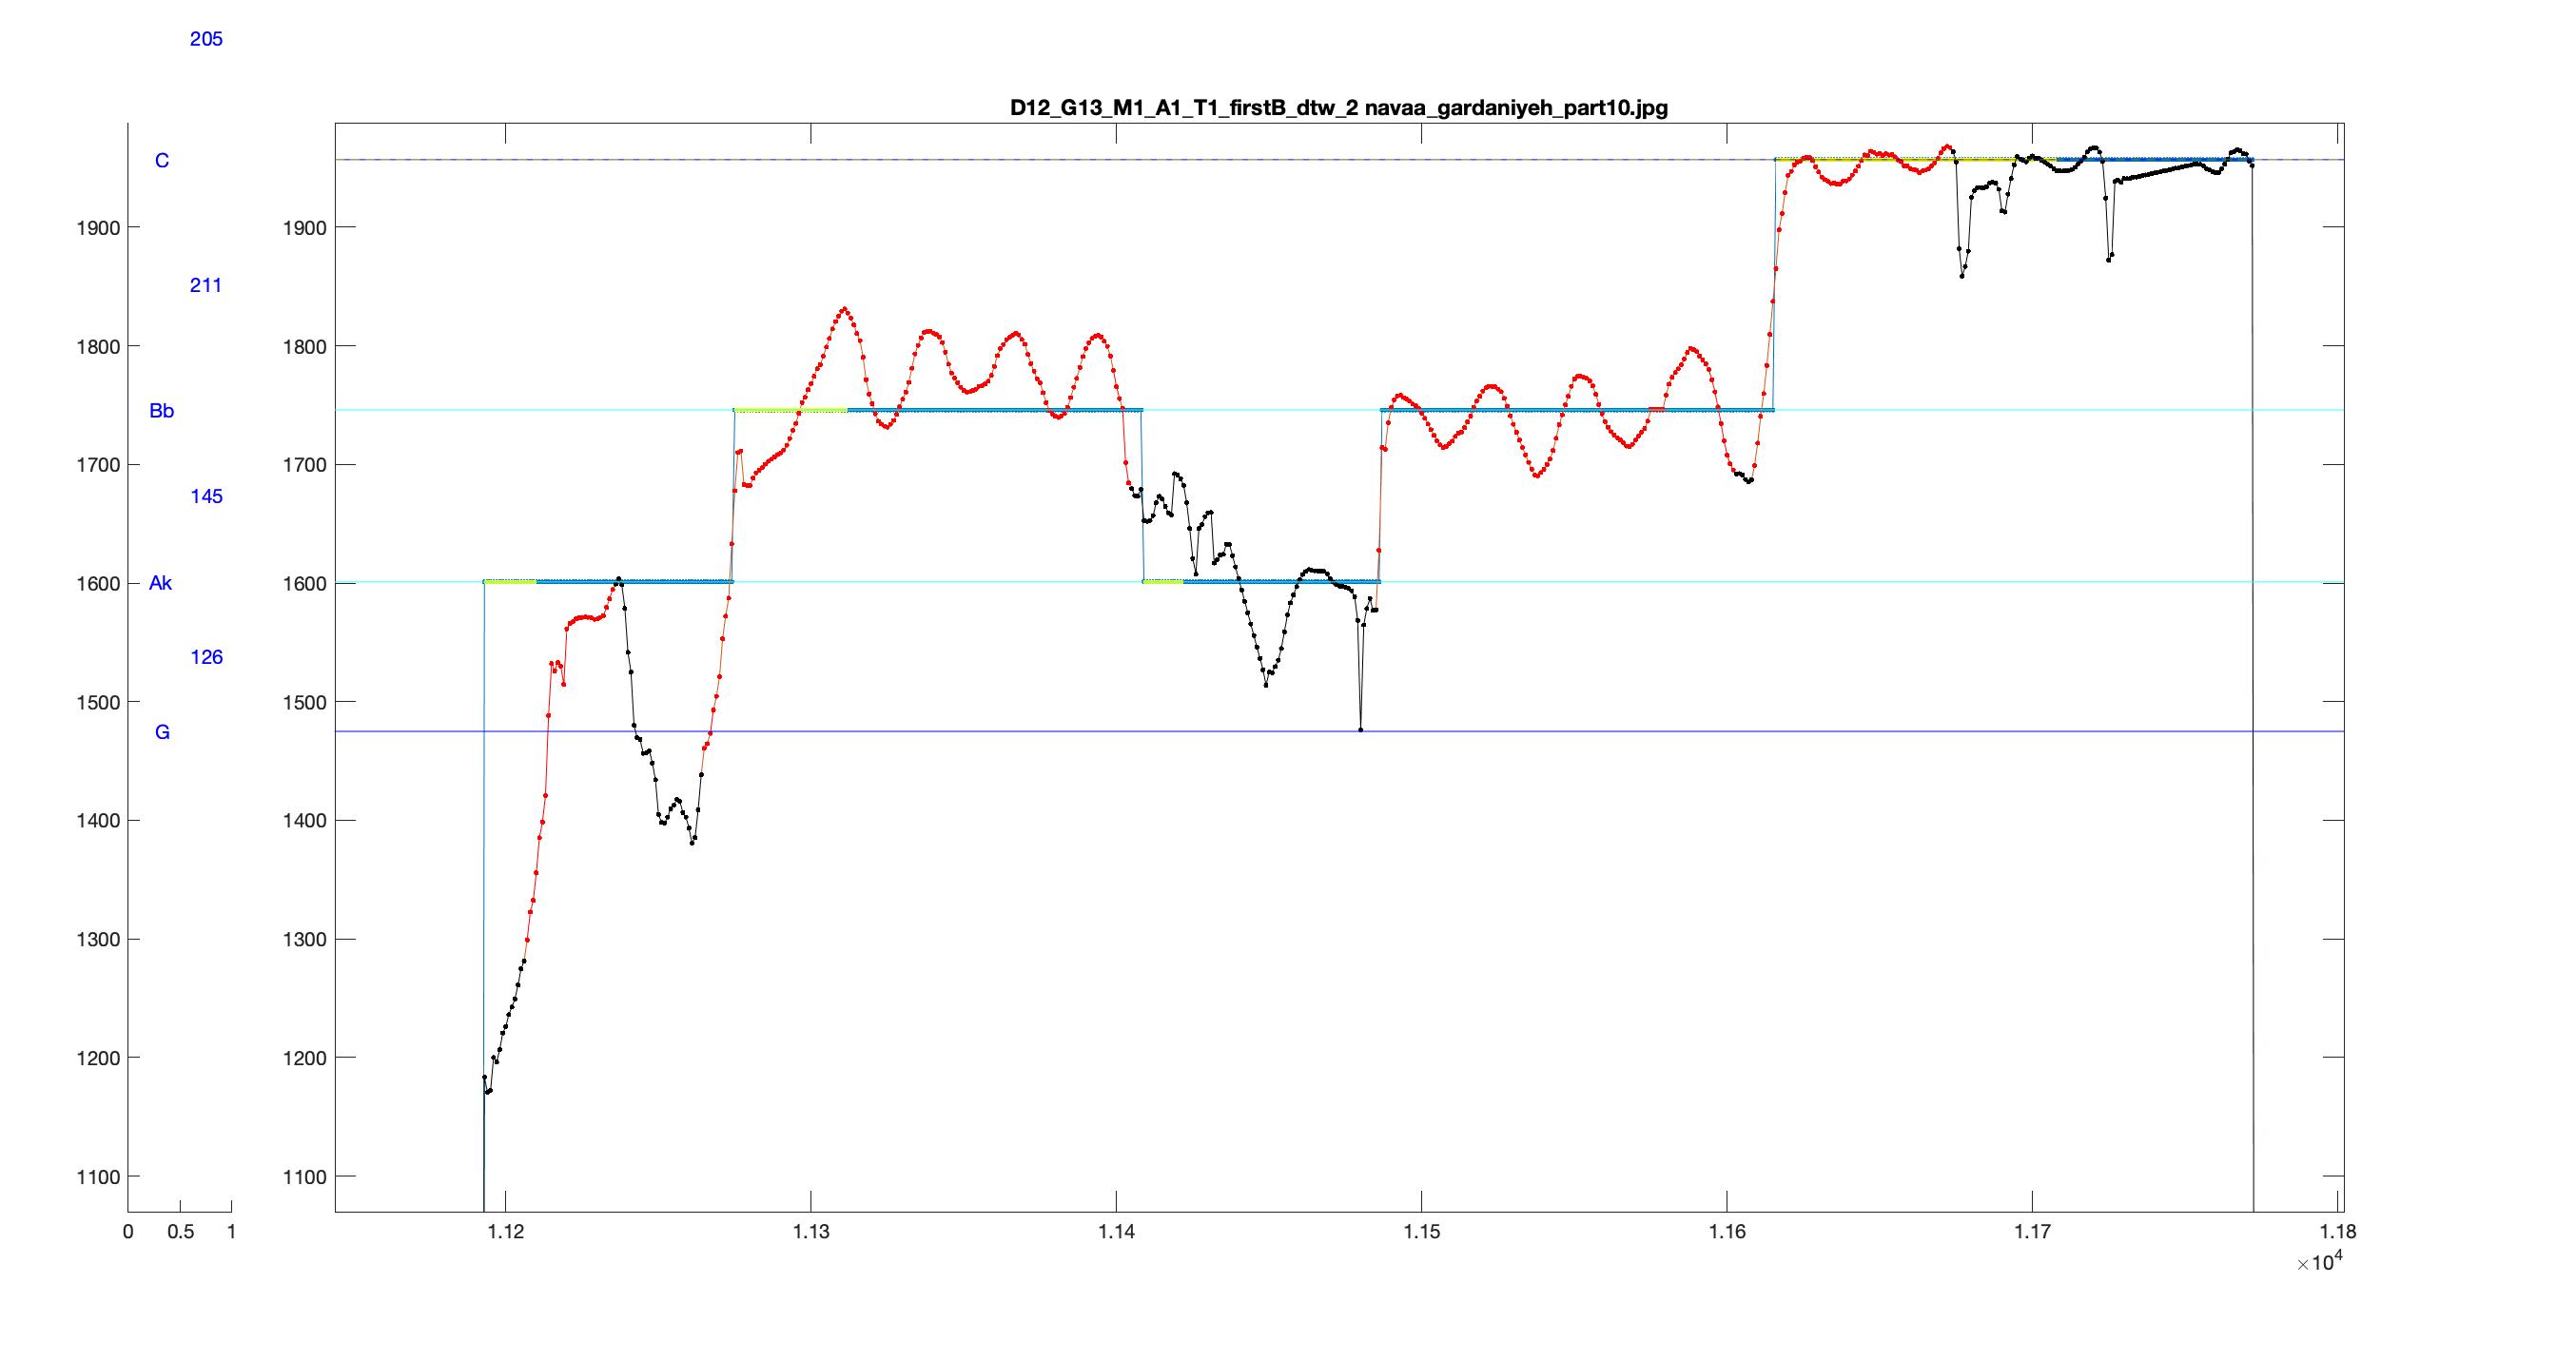 205
D12_G13_M1_A1_T1_firstB_dtw_2 navaa_gardaniyeh_part10.jpg
C
1900 1900
211
1800 1800
Bb
1700 1700
145
1600 Ak 1600
126
1500 1500
G
1400 1400
1300 1300
1200 1200
1100 1100
0 0.5 1 1.12 1.13 1.14 1.15 1.16 1.17 1.18
×10⁴